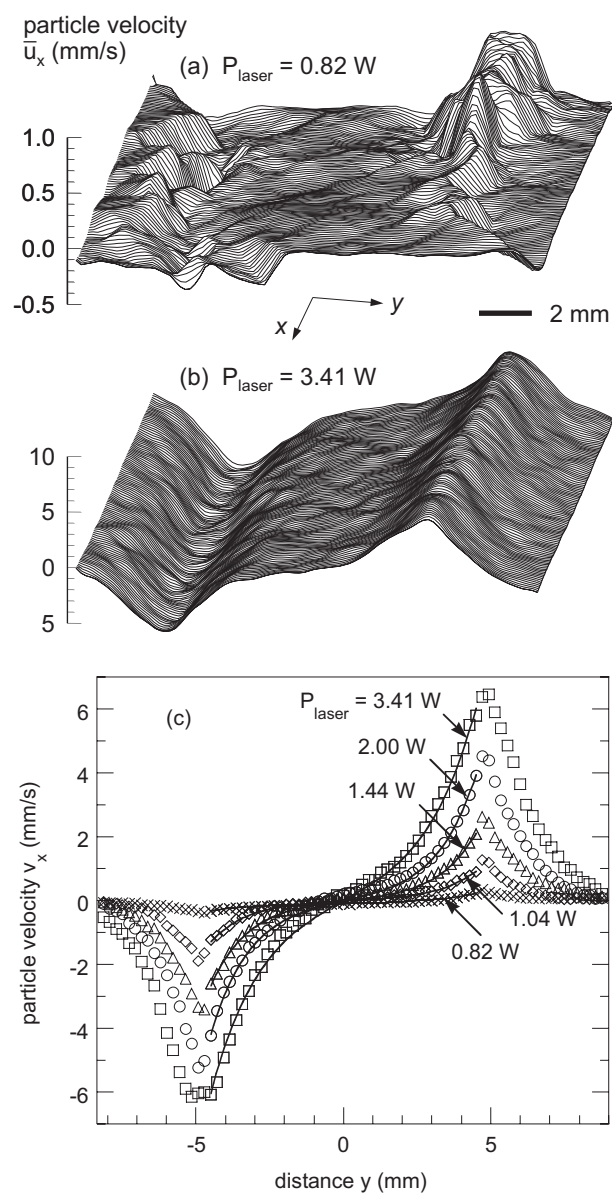 particle velocity
u̅ₓ (mm/s)
(a) P_laser = 0.82 W
1.0
0.5
0.0
-0.5
x
y
2 mm
(b) P_laser = 3.41 W
10
5
0
5
(c)
P_laser = 3.41 W
2.00 W
1.44 W
1.04 W
0.82 W
6
4
2
0
-2
-4
-6
particle velocity vₓ (mm/s)
-5
0
5
distance y (mm)